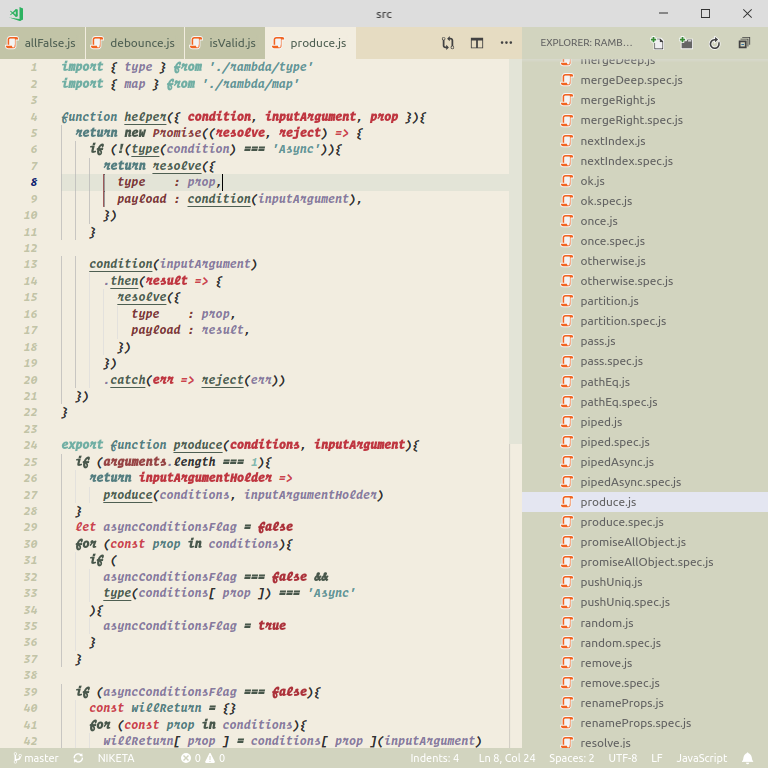 src
allFalse.js
debounce.js
isValid.js
produce.js
1 import { type } from './rambda/type'
2 import { map } from './rambda/map'
3
4 function helper({ condition, inputArgument, prop }){
5 return new Promise((resolve, reject) => {
6 if (!(type(condition) === 'Async')){
7 return resolve({
8 type : prop,
9 payload : condition(inputArgument),
10 })
11 }
12
13 condition(inputArgument)
14 .then(result => {
15 resolve({
16 type : prop,
17 payload : result,
18 })
19 })
20 .catch(err => reject(err))
21 })
22 }
23
24 export function produce(conditions, inputArgument){
25 if (arguments.length === 1){
26 return inputArgumentHolder =>
27 produce(conditions, inputArgumentHolder)
28 }
29 let asyncConditionsFlag = false
30 for (const prop in conditions){
31 if (
32 asyncConditionsFlag === false &&
33 type(conditions[ prop ]) === 'Async'
34 ){
35 asyncConditionsFlag = true
36 }
37 }
38
39 if (asyncConditionsFlag === false){
40 const willReturn = {}
41 for (const prop in conditions){
42 willReturn[ prop ] = conditions[ prop ](inputArgument)
EXPLORER: RAMB...
mergeDeep.js
mergeDeep.spec.js
mergeRight.js
mergeRight.spec.js
nextIndex.js
nextIndex.spec.js
ok.js
ok.spec.js
once.js
once.spec.js
otherwise.js
otherwise.spec.js
partition.js
partition.spec.js
pass.js
pass.spec.js
pathEq.js
pathEq.spec.js
piped.js
piped.spec.js
pipedAsync.js
pipedAsync.spec.js
produce.js
produce.spec.js
promiseAllObject.js
promiseAllObject.spec.js
pushUniq.js
pushUniq.spec.js
random.js
random.spec.js
remove.js
remove.spec.js
renameProps.js
renameProps.spec.js
resolve.js
master NIKETA 0 0 Indents: 4 Ln 8, Col 24 Spaces: 2 UTF-8 LF JavaScript